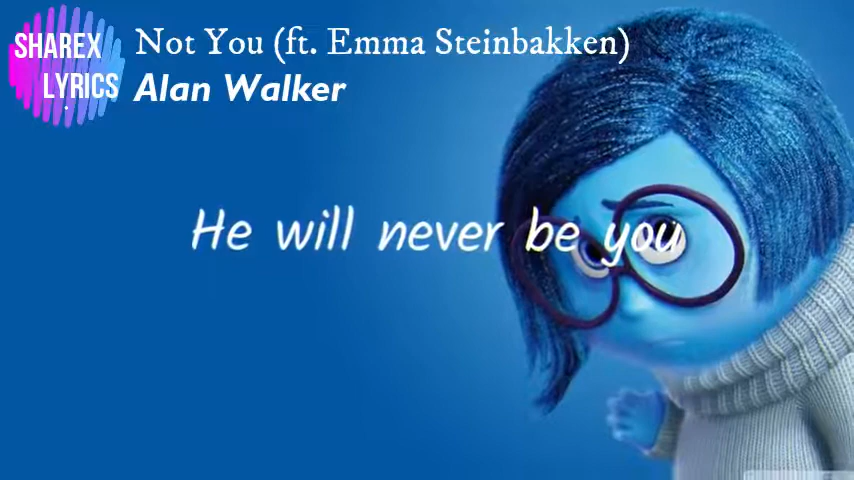 SHAREX
LYRICS
Not You (ft. Emma Steinbakken)
Alan Walker
He will never be you